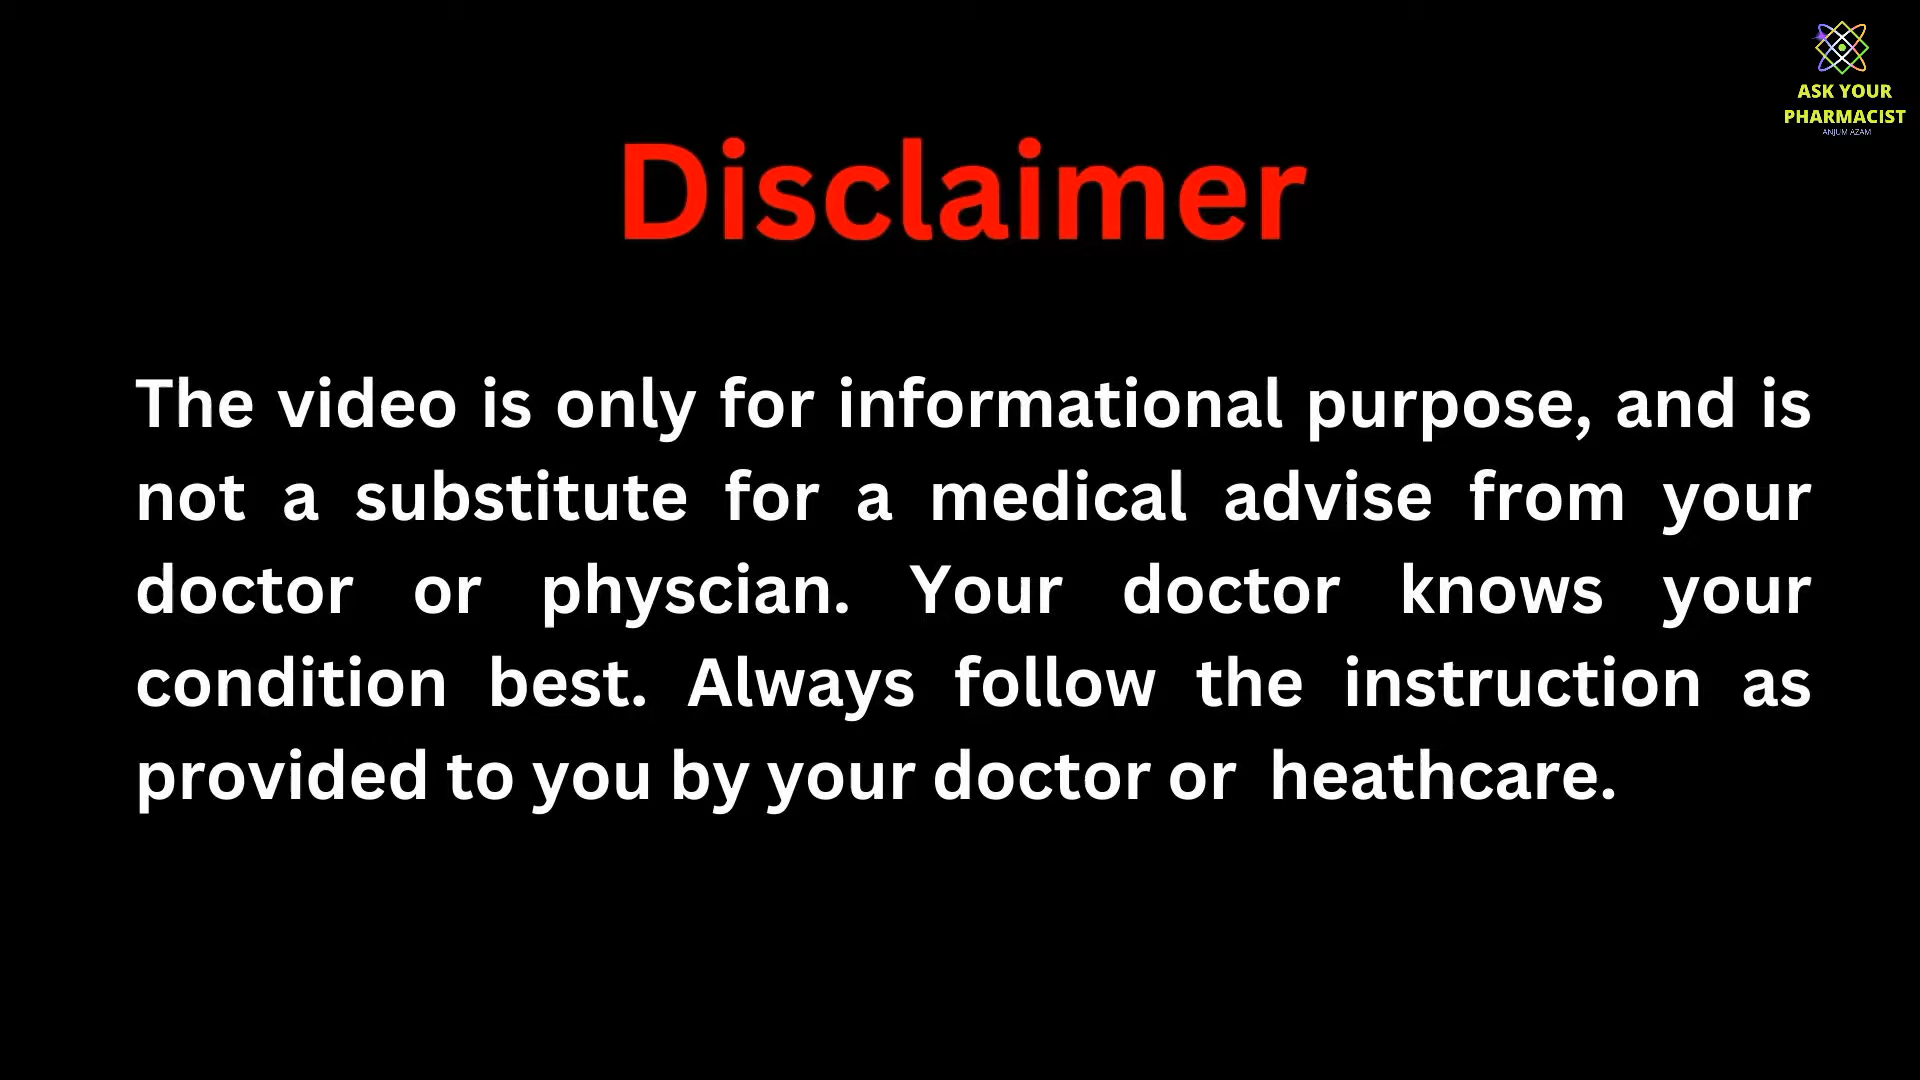 ASK YOUR
PHARMACIST
ANJUM AZAM
Disclaimer
The video is only for informational purpose, and is
not a substitute for a medical advise from your
doctor or physcian. Your doctor knows your
condition best. Always follow the instruction as
provided to you by your doctor or heathcare.